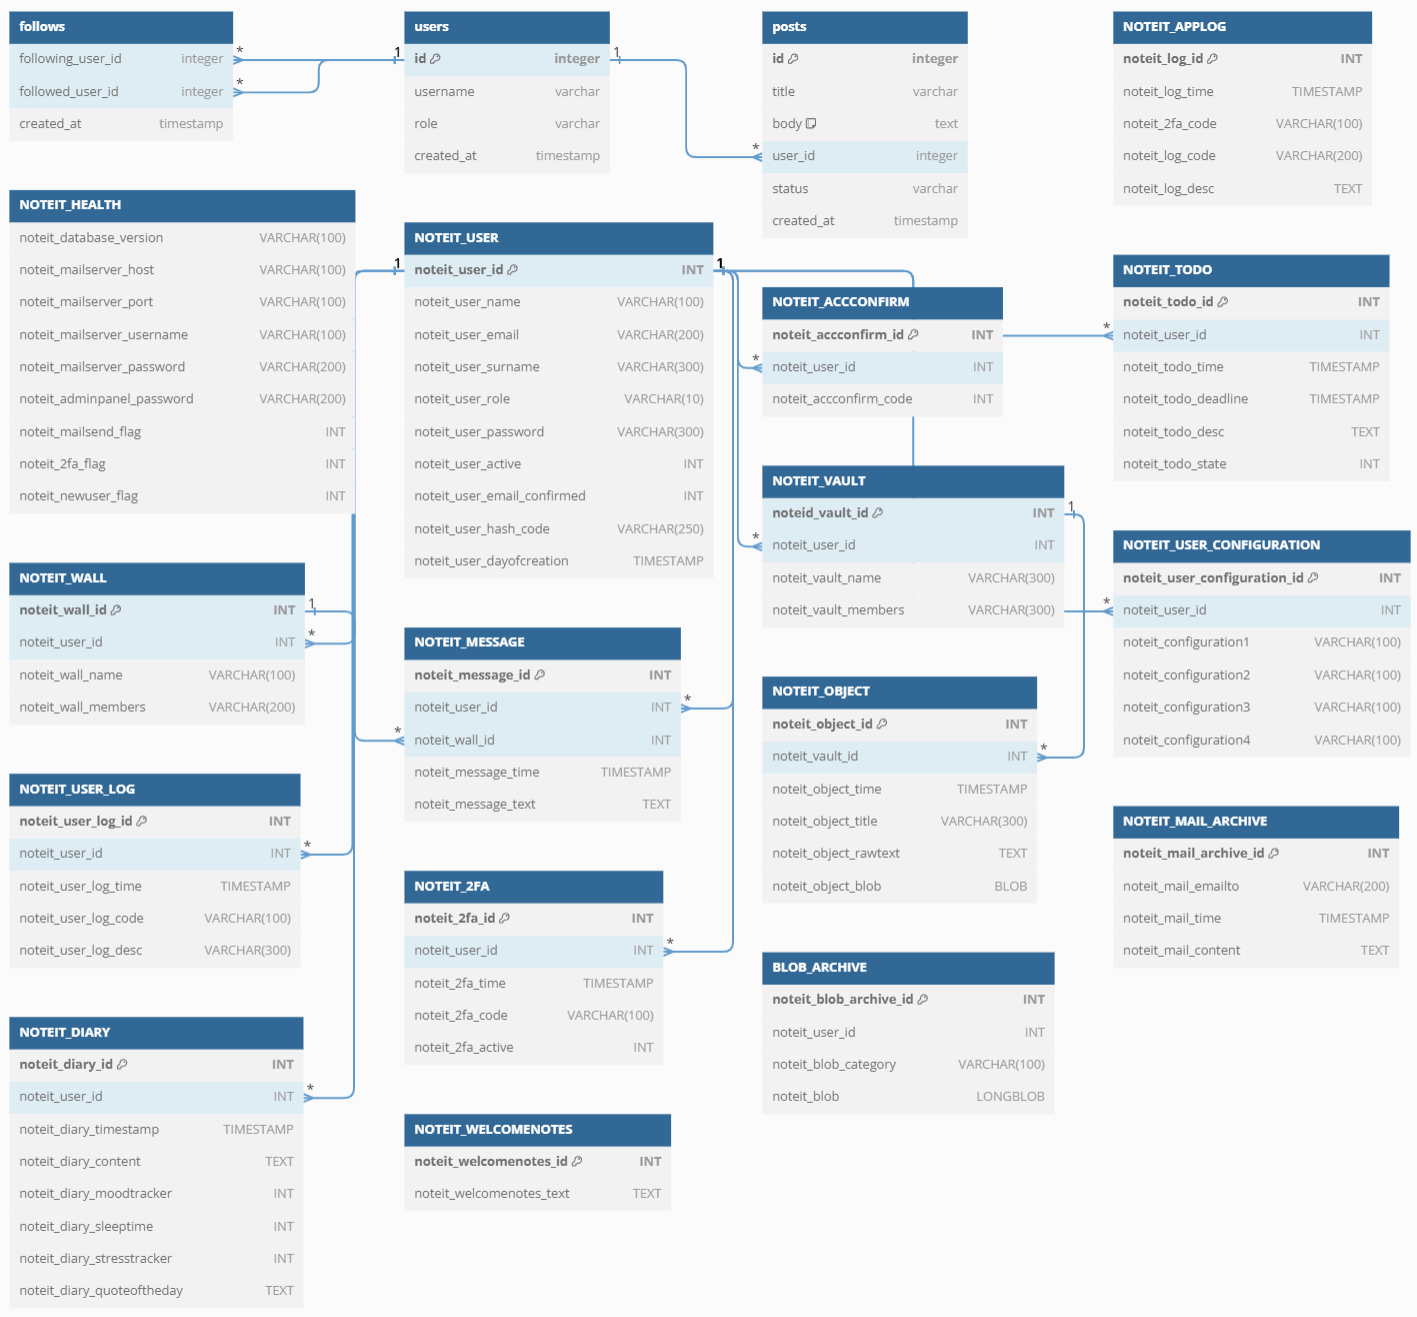 follows
following_user_id integer
followed_user_id integer
created_at timestamp
* 
*
1
users
id integer
username varchar
role varchar
created_at timestamp
1
*
posts
id integer
title varchar
body text
user_id integer
status varchar
created_at timestamp
NOTEIT_APPLOG
noteit_log_id INT
noteit_log_time TIMESTAMP
noteit_2fa_code VARCHAR(100)
noteit_log_code VARCHAR(200)
noteit_log_desc TEXT
NOTEIT_HEALTH
noteit_database_version VARCHAR(100)
noteit_mailserver_host VARCHAR(100)
noteit_mailserver_port VARCHAR(100)
noteit_mailserver_username VARCHAR(100)
noteit_mailserver_password VARCHAR(200)
noteit_adminpanel_password VARCHAR(200)
noteit_mailsend_flag INT
noteit_2fa_flag INT
noteit_newuser_flag INT
1
NOTEIT_USER
noteit_user_id INT
noteit_user_name VARCHAR(100)
noteit_user_email VARCHAR(200)
noteit_user_surname VARCHAR(300)
noteit_user_role VARCHAR(10)
noteit_user_password VARCHAR(300)
noteit_user_active INT
noteit_user_email_confirmed INT
noteit_user_hash_code VARCHAR(250)
noteit_user_dayofcreation TIMESTAMP
1
*
NOTEIT_ACCCONFIRM
noteit_accconfirm_id INT
noteit_user_id INT
noteit_accconfirm_code INT
*
NOTEIT_TODO
noteit_todo_id INT
noteit_user_id INT
noteit_todo_time TIMESTAMP
noteit_todo_deadline TIMESTAMP
noteit_todo_desc TEXT
noteit_todo_state INT
*
NOTEIT_VAULT
noteid_vault_id INT
noteit_user_id INT
noteit_vault_name VARCHAR(300)
noteit_vault_members VARCHAR(300)
1
*
NOTEIT_USER_CONFIGURATION
noteit_user_configuration_id INT
noteit_user_id INT
noteit_configuration1 VARCHAR(100)
noteit_configuration2 VARCHAR(100)
noteit_configuration3 VARCHAR(100)
noteit_configuration4 VARCHAR(100)
NOTEIT_WALL
noteit_wall_id INT
noteit_user_id INT
noteit_wall_name VARCHAR(100)
noteit_wall_members VARCHAR(200)
1
*
*
NOTEIT_MESSAGE
noteit_message_id INT
noteit_user_id INT
noteit_wall_id INT
noteit_message_time TIMESTAMP
noteit_message_text TEXT
*
NOTEIT_OBJECT
noteit_object_id INT
noteit_vault_id INT
noteit_object_time TIMESTAMP
noteit_object_title VARCHAR(300)
noteit_object_rawtext TEXT
noteit_object_blob BLOB
*
NOTEIT_USER_LOG
noteit_user_log_id INT
noteit_user_id INT
noteit_user_log_time TIMESTAMP
noteit_user_log_code VARCHAR(100)
noteit_user_log_desc VARCHAR(300)
*
NOTEIT_2FA
noteit_2fa_id INT
noteit_user_id INT
noteit_2fa_time TIMESTAMP
noteit_2fa_code VARCHAR(100)
noteit_2fa_active INT
*
NOTEIT_MAIL_ARCHIVE
noteit_mail_archive_id INT
noteit_mail_emailto VARCHAR(200)
noteit_mail_time TIMESTAMP
noteit_mail_content TEXT
BLOB_ARCHIVE
noteit_blob_archive_id INT
noteit_user_id INT
noteit_blob_category VARCHAR(100)
noteit_blob LONGBLOB
NOTEIT_DIARY
noteit_diary_id INT
noteit_user_id INT
noteit_diary_timestamp TIMESTAMP
noteit_diary_content TEXT
noteit_diary_moodtracker INT
noteit_diary_sleeptime INT
noteit_diary_stresstracker INT
noteit_diary_quoteoftheday TEXT
*
NOTEIT_WELCOMENOTES
noteit_welcomenotes_id INT
noteit_welcomenotes_text TEXT